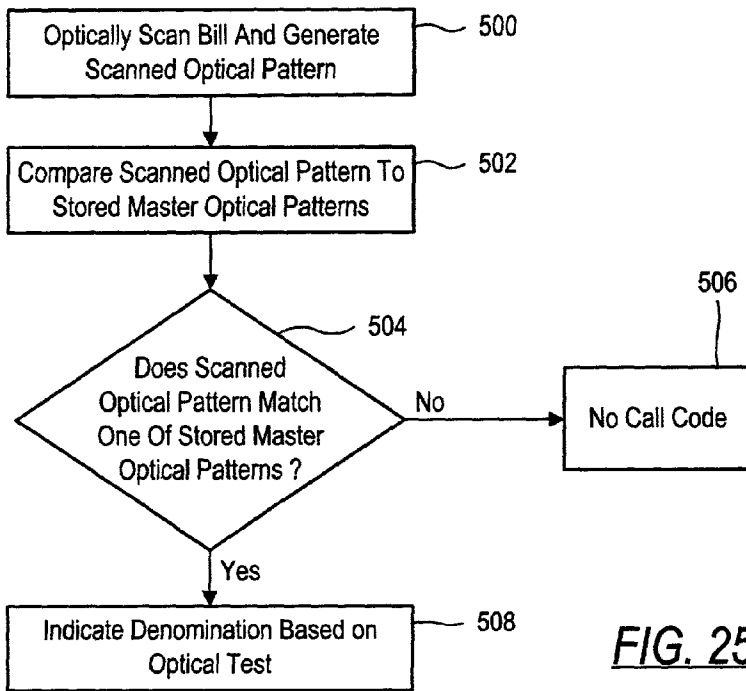 Optically Scan Bill And Generate
Scanned Optical Pattern
500
Compare Scanned Optical Pattern To
Stored Master Optical Patterns
502
504
Does Scanned
Optical Pattern Match
One Of Stored Master
Optical Patterns ?
No
506
No Call Code
Yes
Indicate Denomination Based on
Optical Test
508
FIG. 25